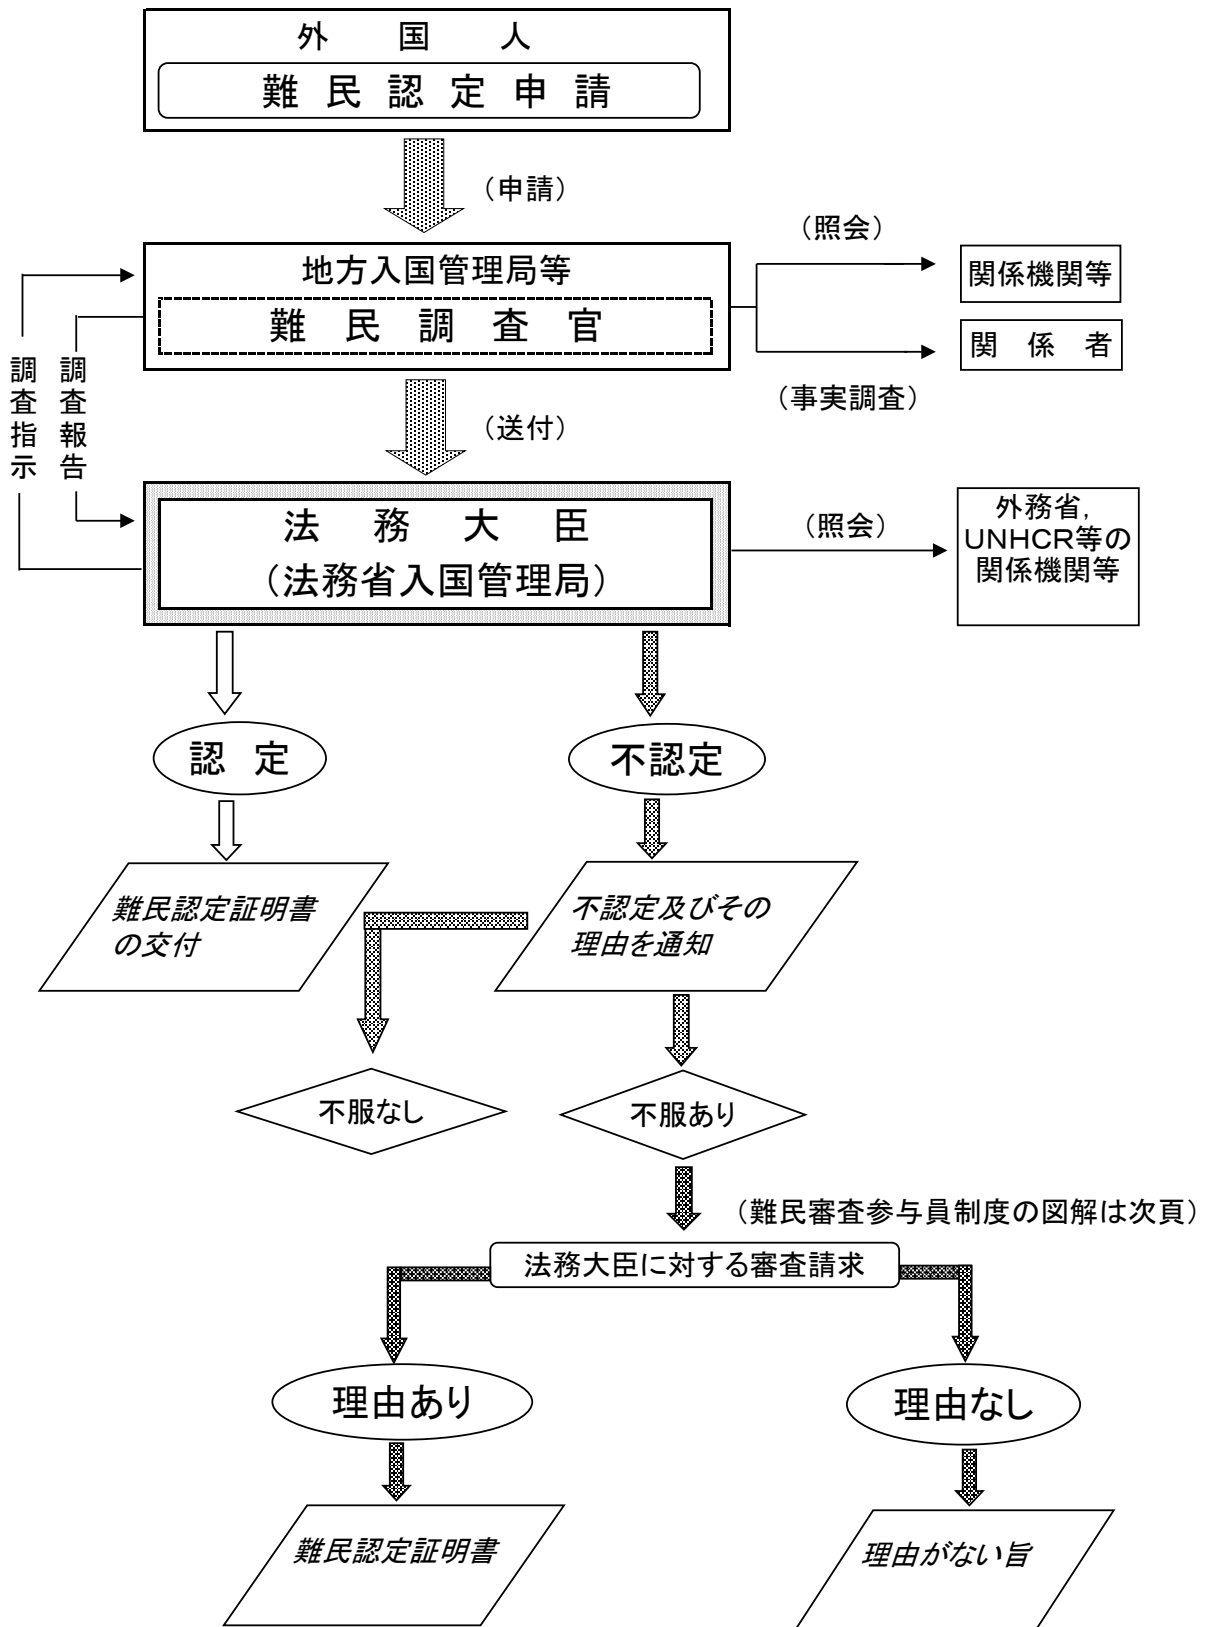 外国人
難民認定申請
（申請）
地方入国管理局等
難民調査官
（照会）
関係機関等
関係者
（事実調査）
調査指示
調査報告
（送付）
法務大臣
（法務省入国管理局）
（照会）
外務省，
UNHCR等の
関係機関等
認定
不認定
難民認定証明書
の交付
不認定及びその
理由を通知
不服なし
不服あり
（難民審査参与員制度の図解は次頁）
法務大臣に対する審査請求
理由あり
理由なし
難民認定証明書
理由がない旨